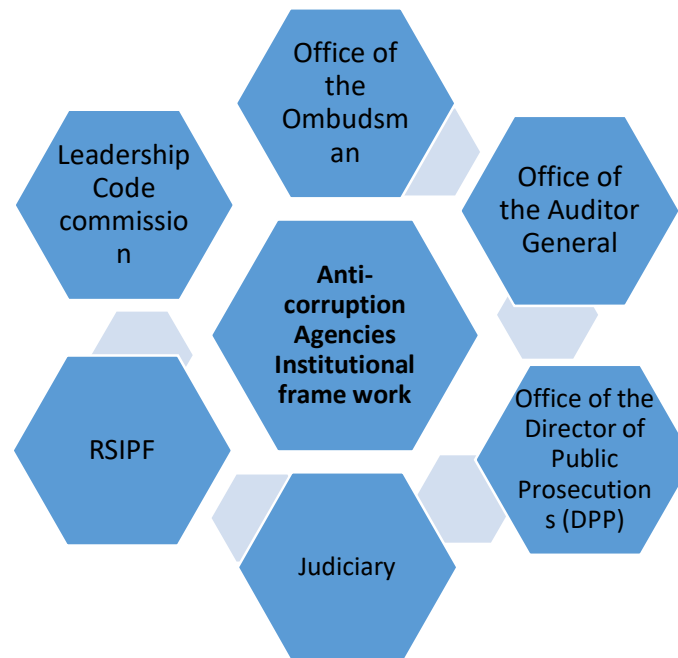 Office of
the
Ombudsm
an
Leadership
Code
commissio
n
Office of
the Auditor
General
Anti-
corruption
Agencies
Institutional
frame work
Office of the
Director of
Public
Prosecution
s (DPP)
RSIPF
Judiciary